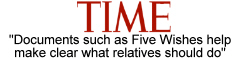 TIME
"Documents such as Five Wishes help
make clear what relatives should do"